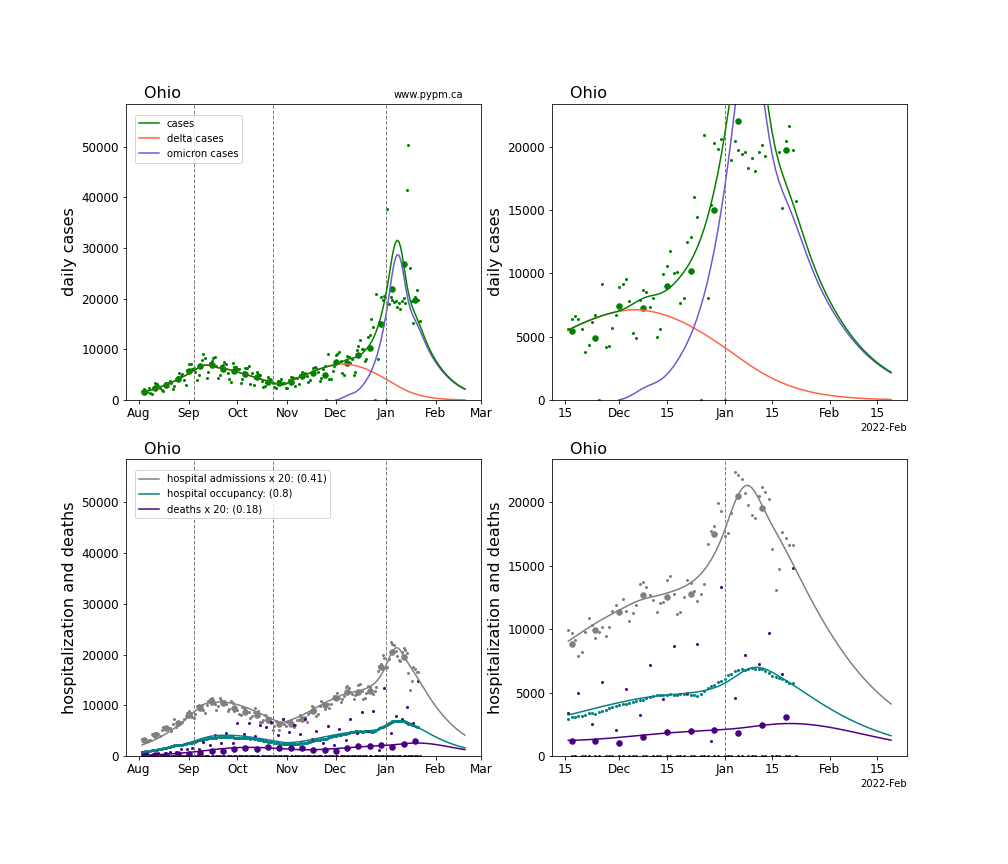 Ohio
www.pypm.ca
daily cases
50000
40000
30000
20000
10000
0
cases
delta cases
omicron cases
Aug
Sep
Oct
Nov
Dec
Jan
Feb
Mar
Ohio
daily cases
20000
15000
10000
5000
0
15
Dec
15
Jan
15
Feb
15
2022-Feb
Ohio
hospitalization and deaths
50000
40000
30000
20000
10000
0
hospital admissions x 20: (0.41)
hospital occupancy: (0.8)
deaths x 20: (0.18)
Aug
Sep
Oct
Nov
Dec
Jan
Feb
Mar
Ohio
hospitalization and deaths
20000
15000
10000
5000
0
15
Dec
15
Jan
15
Feb
15
2022-Feb